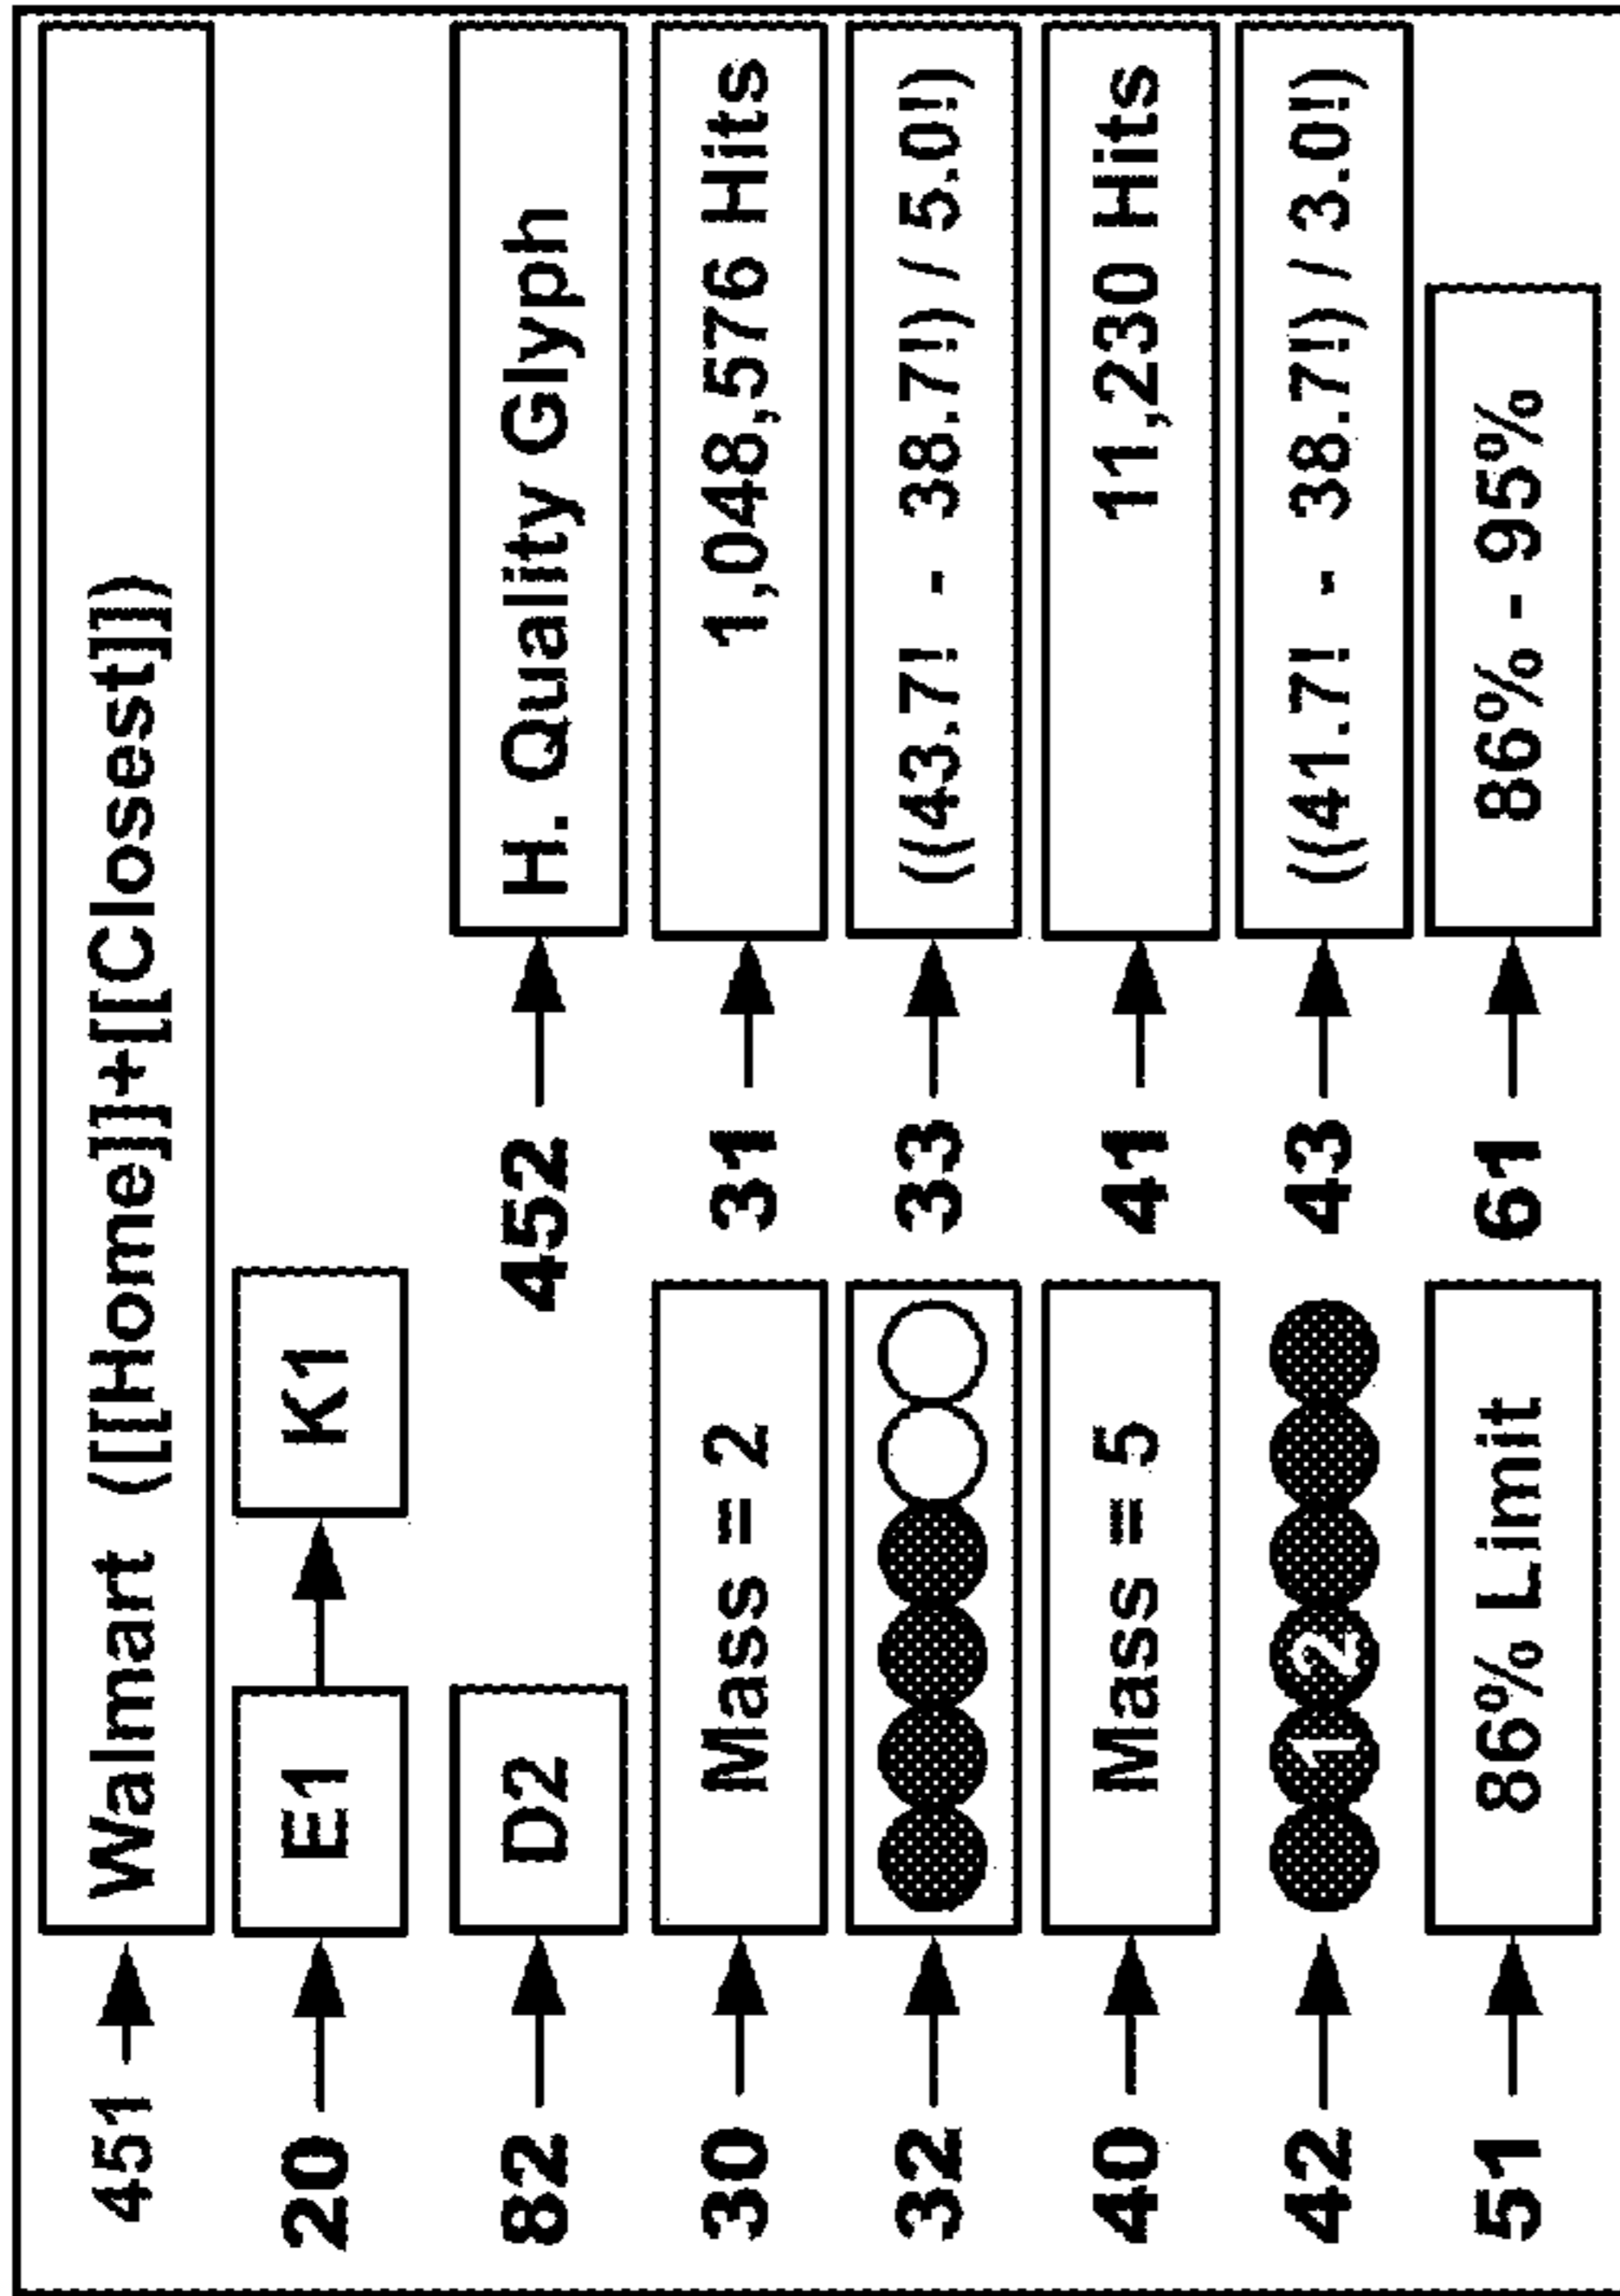 451 Walmart ([[Home]]+[[Closest]])
20 E1 K1
82 D2 452 H. Quality Glyph
30 Mass = 2 31 1,048,576 Hits
32 33 ((43.7! - 38.7!) / 5.0!)
40 Mass = 5 41 11,230 Hits
42 1 2 43 ((41.7! - 38.7!) / 3.0!)
51 86% Limit 61 86% - 95%